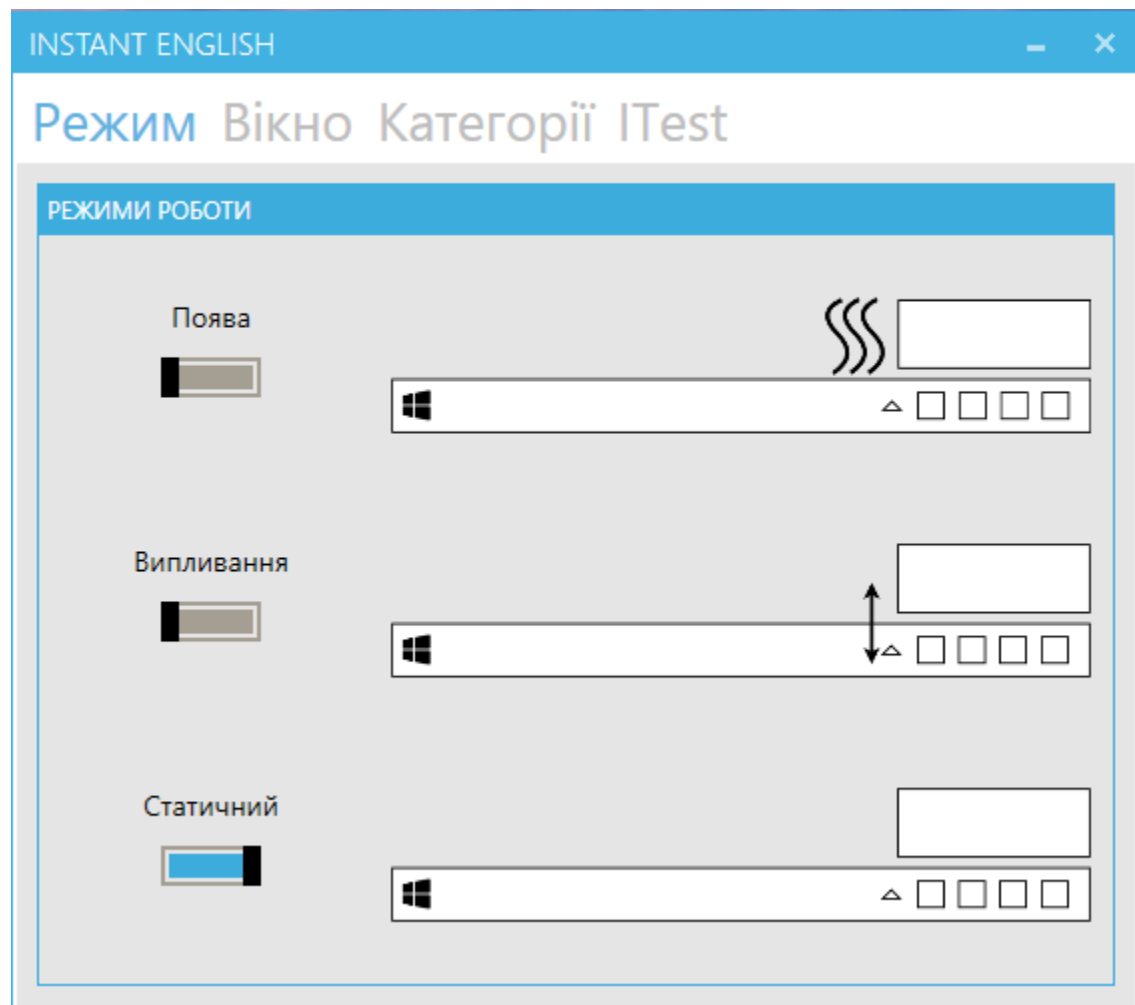 INSTANT ENGLISH
Режим Вікно Категорії ITest
РЕЖИМИ РОБОТИ
Поява
Випливання
Статичний